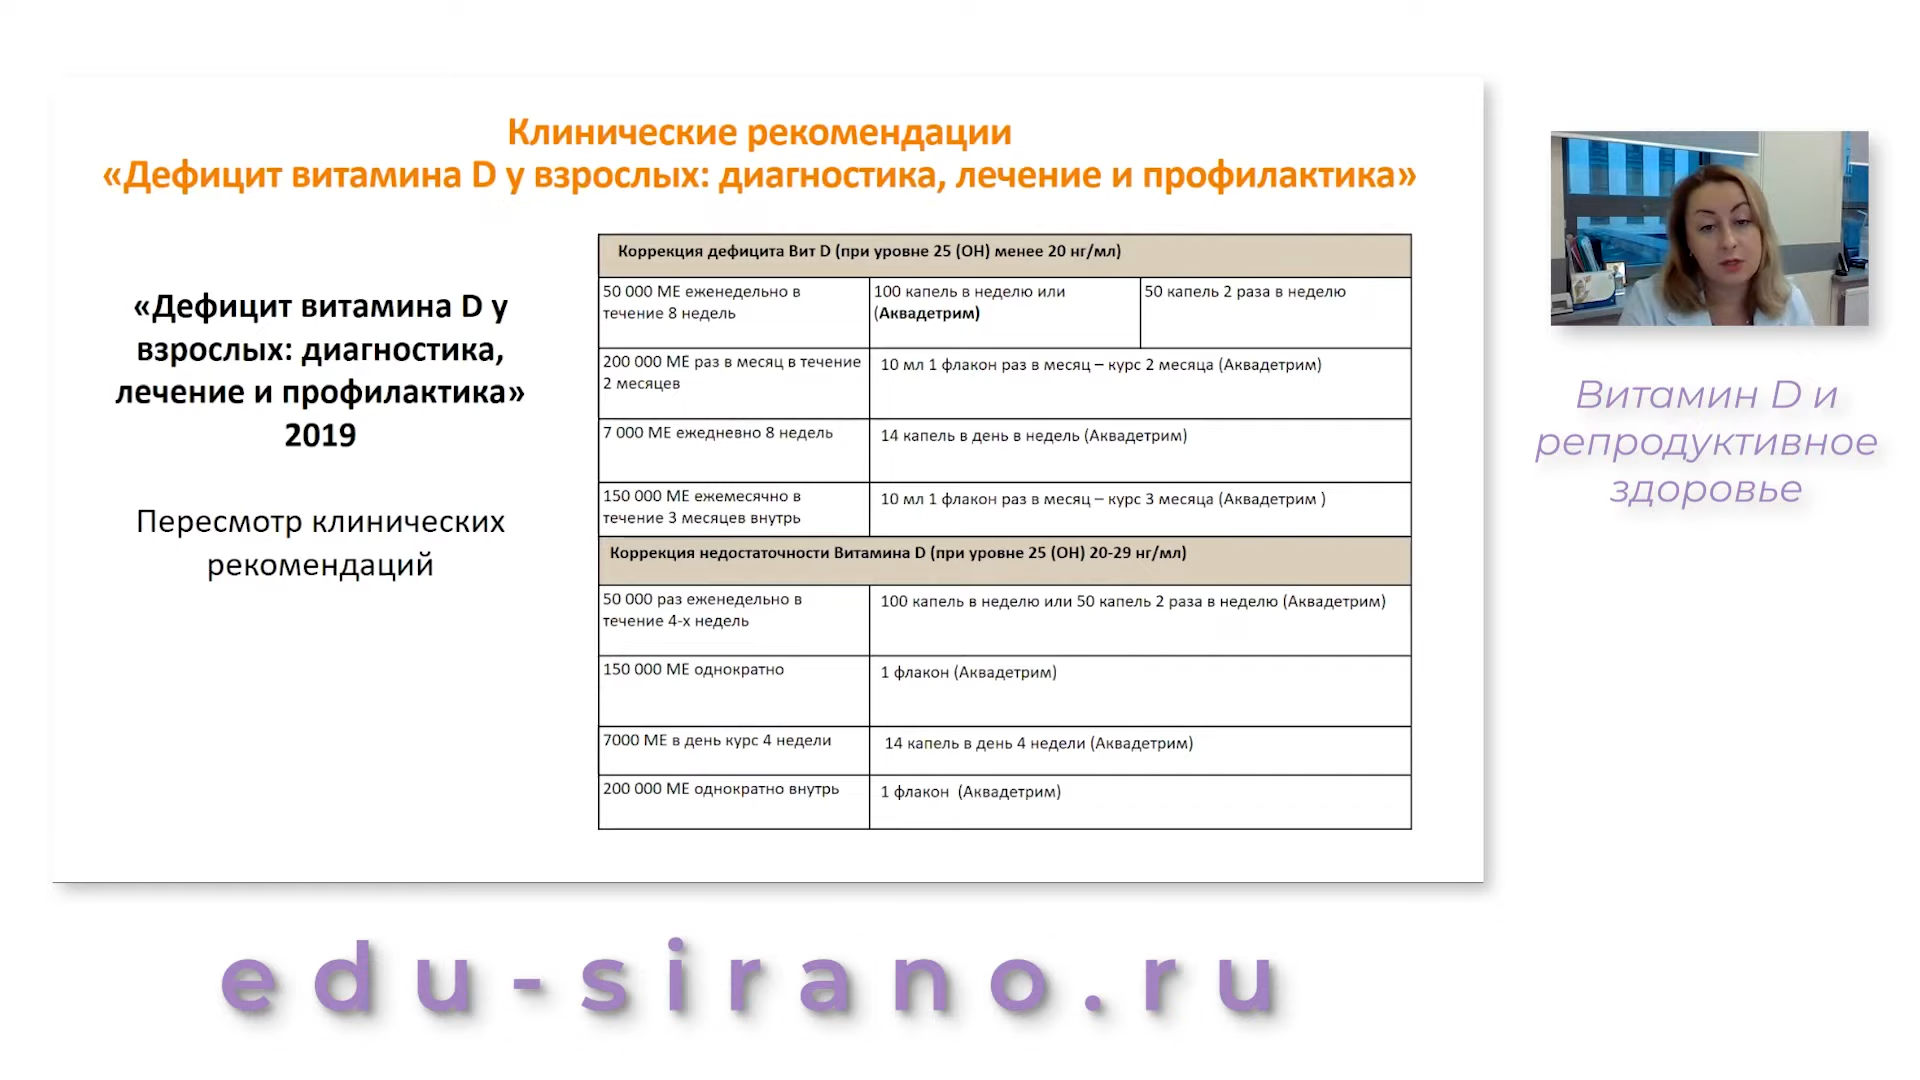 Клинические рекомендации
«Дефицит витамина D у взрослых: диагностика, лечение и профилактика»
«Дефицит витамина D у
взрослых: диагностика,
лечение и профилактика»
2019
Пересмотр клинических
рекомендаций
Коррекция дефицита Вит D (при уровне 25 (ОН) менее 20 нг/мл)
50 000 МЕ еженедельно в
течение 8 недель
100 капель в неделю или
(Аквадетрим)
50 капель 2 раза в неделю
200 000 МЕ раз в месяц в течение
2 месяцев
10 мл 1 флакон раз в месяц – курс 2 месяца (Аквадетрим)
7 000 МЕ ежедневно 8 недель
14 капель в день в недель (Аквадетрим)
150 000 МЕ ежемесячно в
течение 3 месяцев внутрь
10 мл 1 флакон раз в месяц – курс 3 месяца (Аквадетрим )
Коррекция недостаточности Витамина D (при уровне 25 (ОН) 20-29 нг/мл)
50 000 раз еженедельно в
течение 4-х недель
100 капель в неделю или 50 капель 2 раза в неделю (Аквадетрим)
150 000 МЕ однократно
1 флакон (Аквадетрим)
7000 МЕ в день курс 4 недели
14 капель в день 4 недели (Аквадетрим)
200 000 МЕ однократно внутрь
1 флакон (Аквадетрим)
Витамин D и
репродуктивное
здоровье
edu-sirano.ru